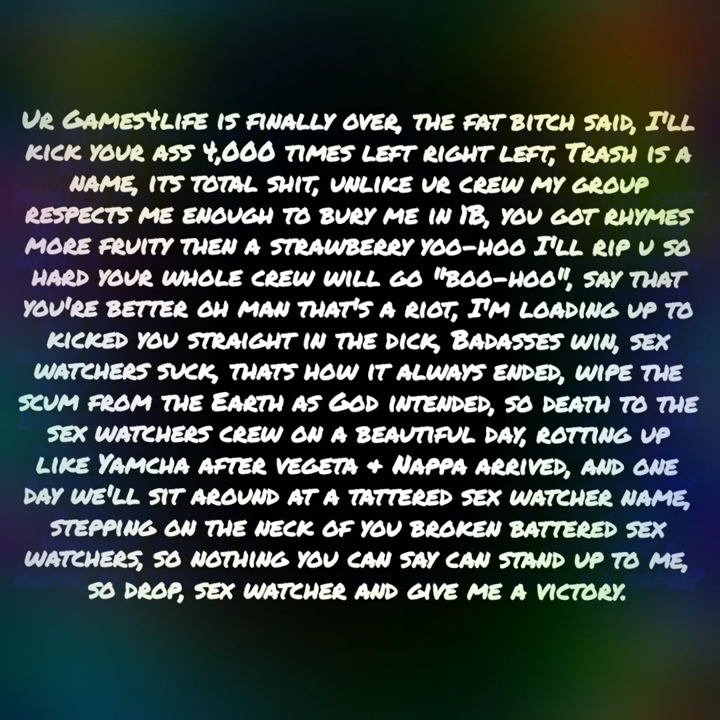 Ur Games4life is finally over, the fat bitch said, I'll
kick your ass 4,000 times left right left, Trash is a
name, its total shit, unlike ur crew my group
respects me enough to bury me in 1B, you got rhymes
more fruity then a strawberry yoo-hoo I'll rip u so
hard your whole crew will go "boo-hoo", say that
you're better oh man that's a riot, I'm loading up to
kicked you straight in the dick, Badasses win, sex
watchers suck, thats how it always ended, wipe the
scum from the Earth as God intended, so death to the
sex watchers crew on a beautiful day, rotting up
like Yamcha after vegeta & Nappa arrived, and one
day we'll sit around at a tattered sex watcher name,
stepping on the neck of you broken battered sex
watchers, so nothing you can say can stand up to me,
so drop, sex watcher and give me a victory.